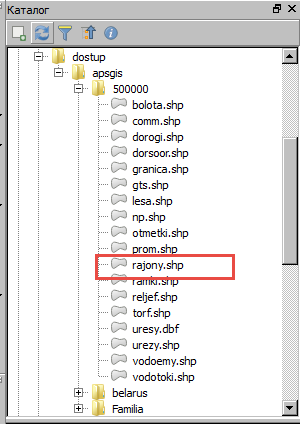 Каталог
dostup
apsgis
500000
bolota.shp
comm.shp
dorogi.shp
dorsoor.shp
granica.shp
gts.shp
lesa.shp
np.shp
otmetki.shp
prom.shp
rajony.shp
ramki.shp
reljef.shp
torf.shp
uresy.dbf
urezy.shp
vodoemy.shp
vodotoki.shp
belarus
Familia